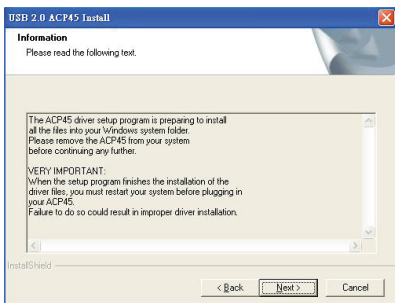 USB 2.0 ACP45 Install
Information
Please read the following text.
The ACP45 driver setup program is preparing to install
all the files into your Windows system folder.
Please remove the ACP45 from your system
before continuing any further.
VERY IMPORTANT:
When the setup program finishes the installation of the
driver files, you must restart your system before plugging in
your ACP45.
Failure to do so could result in improper driver installation.
InstallShield
< Back
Next >
Cancel